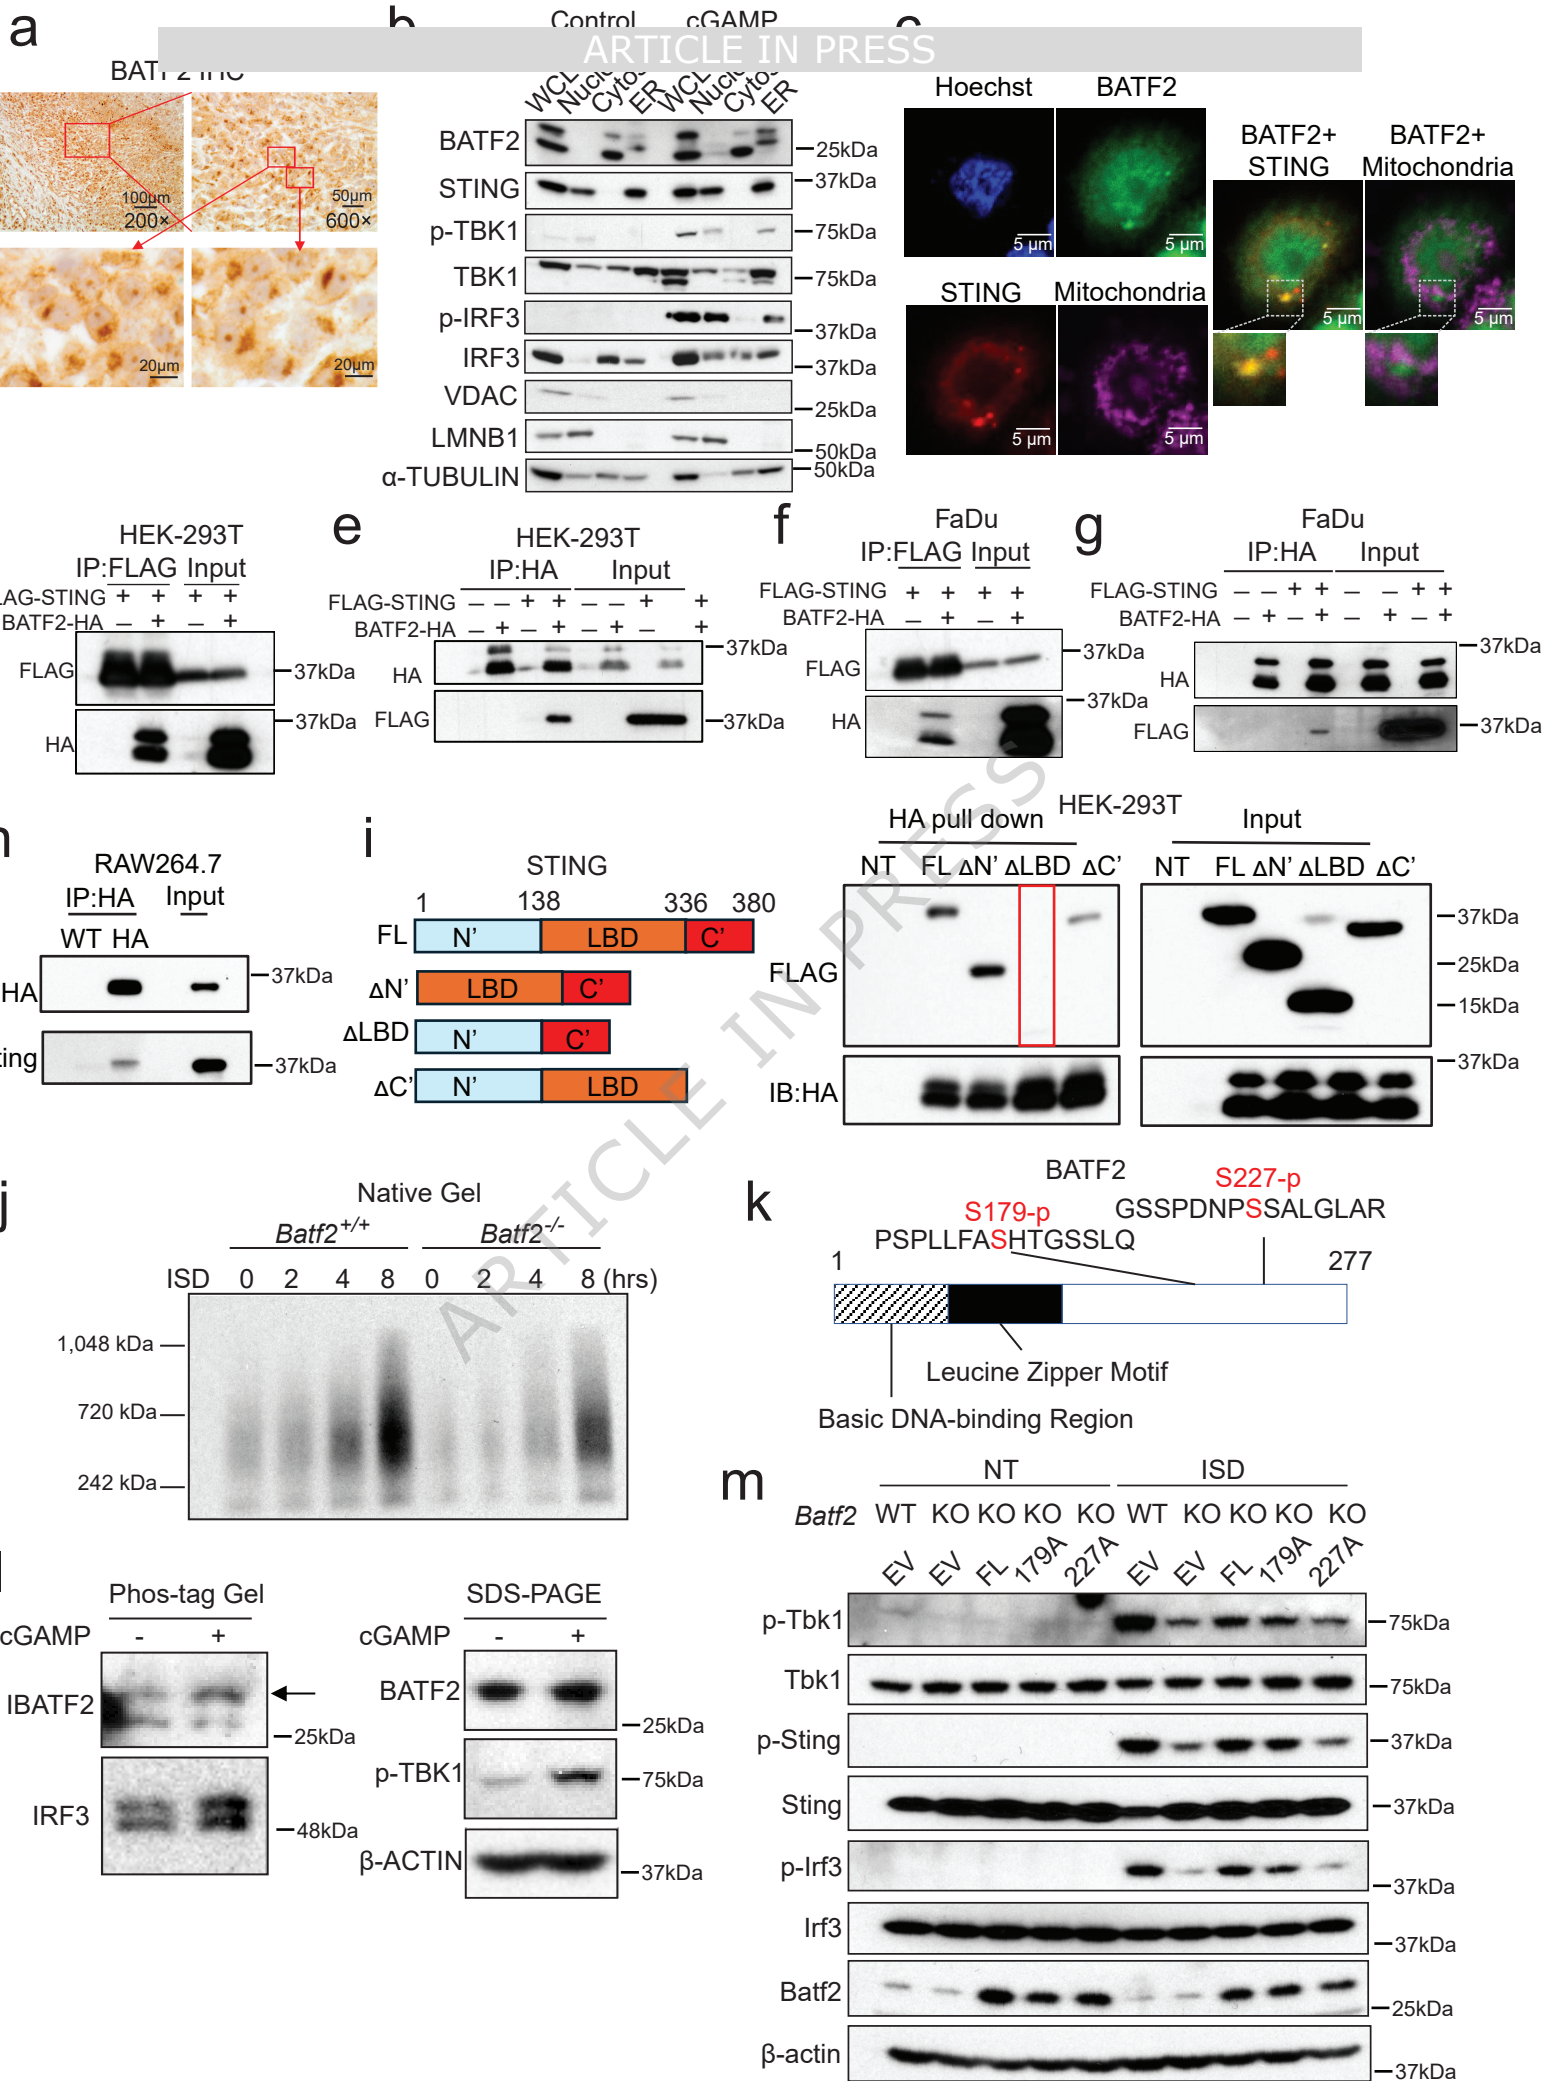 a
b
Control
cGAMP
ARTICLE IN PRESS
BATF2 IHC
100µm
200×
50µm
600×
20µm
20µm
WCL
ER
WCL
ER
BATF2
STING
p-TBK1
TBK1
p-IRF3
IRF3
VDAC
LMNB1
α-TUBULIN
25kDa
37kDa
75kDa
75kDa
37kDa
37kDa
25kDa
50kDa
50kDa
Hoechst
BATF2
STING
Mitochondria
BATF2+
STING
BATF2+
Mitochondria
5 µm
5 µm
5 µm
5 µm
5 µm
5 µm
HEK-293T
IP:FLAG Input
LAG-STING + + + +
BATF2-HA + +
FLAG
HA
37kDa
37kDa
e
HEK-293T
IP:HA Input
FLAG-STING – – + + – – + +
BATF2-HA – + – + – + – +
HA
FLAG
37kDa
37kDa
f
FaDu
IP:FLAG Input
FLAG-STING + + + +
BATF2-HA + +
FLAG
HA
37kDa
37kDa
g
FaDu
IP:HA Input
FLAG-STING – – + + – – + +
BATF2-HA – + – + – + – +
HA
FLAG
37kDa
37kDa
RAW264.7
IP:HA Input
WT HA
HA
ting
37kDa
37kDa
i
STING
1 138 336 380
FL N' LBD C'
ΔN' LBD C'
ΔLBD N' C'
ΔC' N' LBD
HEK-293T
HA pull down Input
NT FL ΔN' ΔLBD ΔC' NT FL ΔN' ΔLBD ΔC'
FLAG
IB:HA
37kDa
25kDa
15kDa
37kDa
ARTICLE IN PRESS
j
Native Gel
Batf2+/+ Batf2-/-
ISD 0 2 4 8 0 2 4 8 (hrs)
1,048 kDa
720 kDa
242 kDa
k
BATF2
S227-p
GSSPDNPSSALGLAR
S179-p
PSPLLFASHTGSSLQ
1 277
Leucine Zipper Motif
Basic DNA-binding Region
l
Phos-tag Gel
cGAMP - +
IBATF2
25kDa
IRF3
48kDa
SDS-PAGE
cGAMP - +
BATF2
25kDa
p-TBK1
75kDa
β-ACTIN
37kDa
m
NT ISD
Batf2 WT KO KO KO KO WT KO KO KO KO
EV EV FL 179A 227A EV EV FL 179A 227A
p-Tbk1
75kDa
Tbk1
75kDa
p-Sting
37kDa
Sting
37kDa
p-Irf3
37kDa
Irf3
37kDa
Batf2
25kDa
β-actin
37kDa